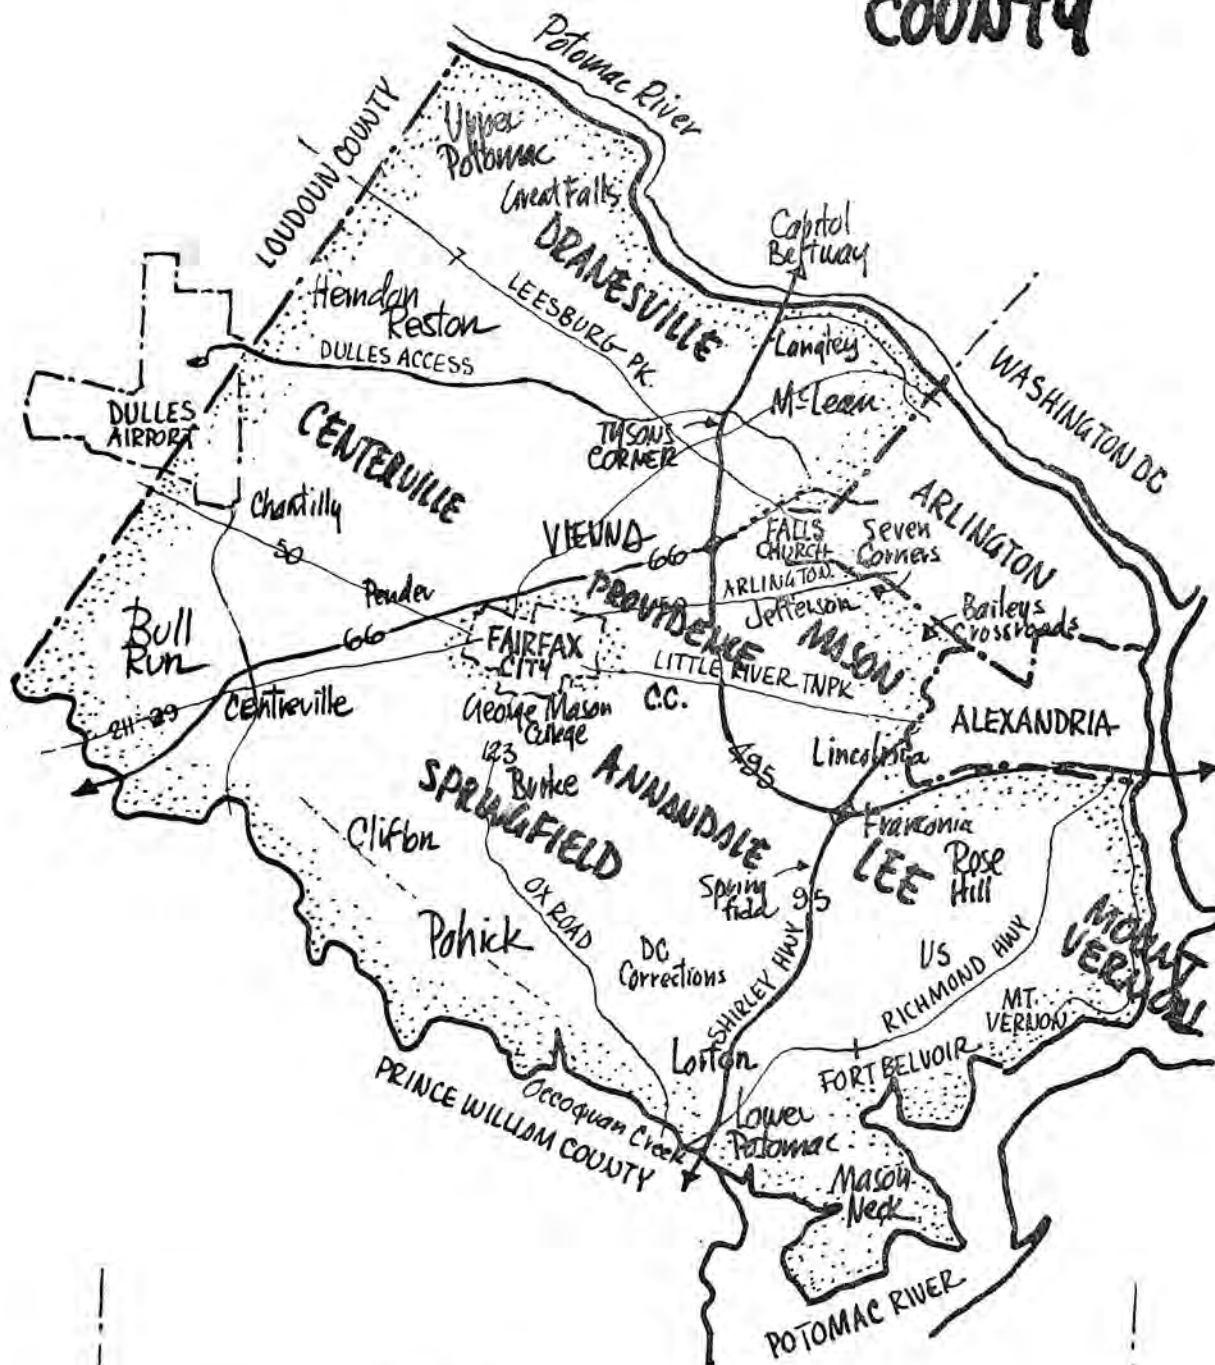 COUNTY
Potomac River
LOUDOUN COUNTY
Upper
Potomac
Great Falls
DRANESVILLE
Capitol
Beltway
7
LEESBURG PK.
Herndon
Reston
DULLES ACCESS
Langley
McLean
WASHINGTON DC
DULLES
AIRPORT
CENTERVILLE
TYSONS
CORNER
Chantilly
50
VIENNA
66
FALLS
CHURCH
Seven
Corners
ARLINGTON
ARLINGTON
Jefferson
Pender
PROVIDENCE
MASON
Baileys
Crossroads
Bull
Run
66
FAIRFAX
CITY
LITTLE RIVER TNPK
C.C.
211-29
Centreville
George Mason
College
ALEXANDRIA
Lincolnia
495
123
Burke
ANNANDALE
SPRINGFIELD
Clifton
Franconia
LEE
Rose
Hill
Spring
field
95
OX ROAD
Pohick
DC
Corrections
SHIRLEY HWY
US
RICHMOND HWY
MOUNT
VERNON
MT.
VERNON
Lorton
FORT BELVOIR
PRINCE WILLIAM COUNTY
Occoquan Creek
Lower
Potomac
Mason
Neck
POTOMAC RIVER